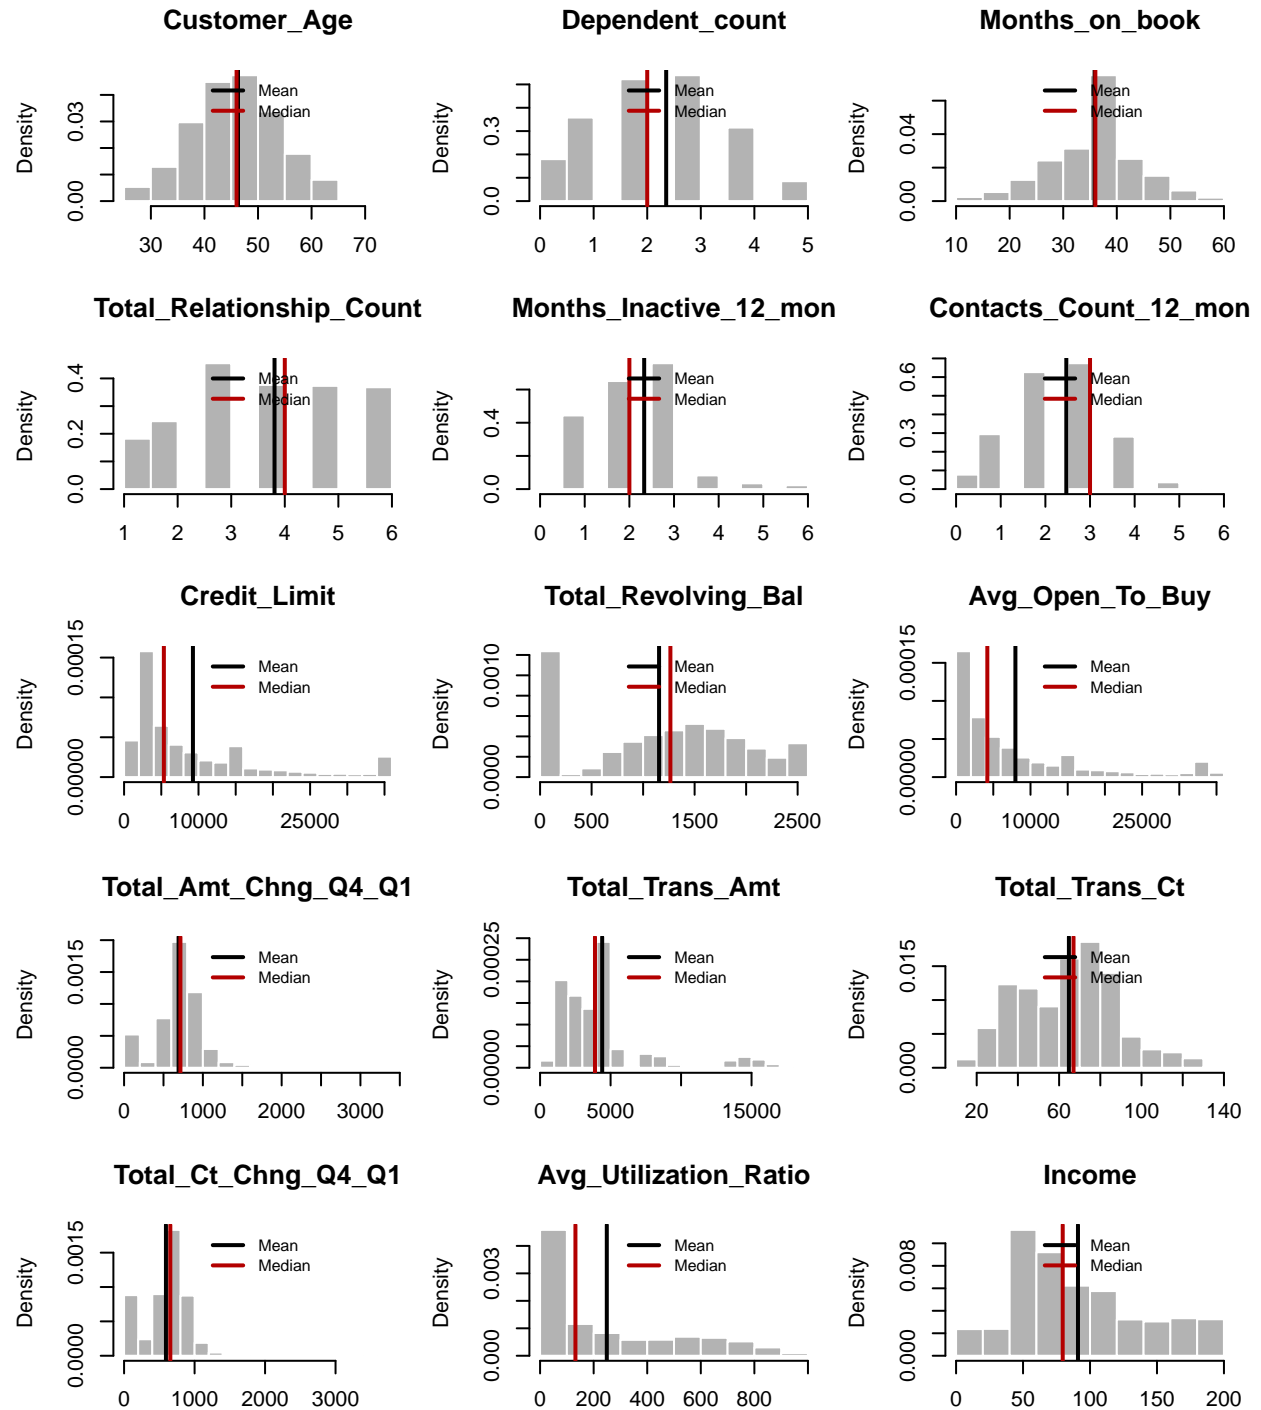 Customer_Age
Dependent_count
Months_on_book
Density
0.00
0.03
Mean
Median
30
40
50
60
70
Density
0.0
0.3
Mean
Median
0
1
2
3
4
5
Density
0.00
0.04
Mean
Median
10
20
30
40
50
60
Total_Relationship_Count
Months_Inactive_12_mon
Contacts_Count_12_mon
Density
0.0
0.2
0.4
Mean
Median
1
2
3
4
5
6
Density
0.0
0.4
Mean
Median
0
1
2
3
4
5
6
Density
0.0
0.3
0.6
Mean
Median
0
1
2
3
4
5
6
Credit_Limit
Total_Revolving_Bal
Avg_Open_To_Buy
Density
0.00000
0.00015
Mean
Median
0
10000
25000
Density
0.0000
0.0010
Mean
Median
0
500
1500
2500
Density
0.00000
0.00015
Mean
Median
0
10000
25000
Total_Amt_Chng_Q4_Q1
Total_Trans_Amt
Total_Trans_Ct
Density
0.0000
0.0015
Mean
Median
0
1000
2000
3000
Density
0.00000
0.00025
Mean
Median
0
5000
15000
Density
0.000
0.015
Mean
Median
20
60
100
140
Total_Ct_Chng_Q4_Q1
Avg_Utilization_Ratio
Income
Density
0.0000
0.0015
Mean
Median
0
1000
2000
3000
Density
0.000
0.003
Mean
Median
0
200
400
600
800
Density
0.000
0.008
Mean
Median
0
50
100
150
200